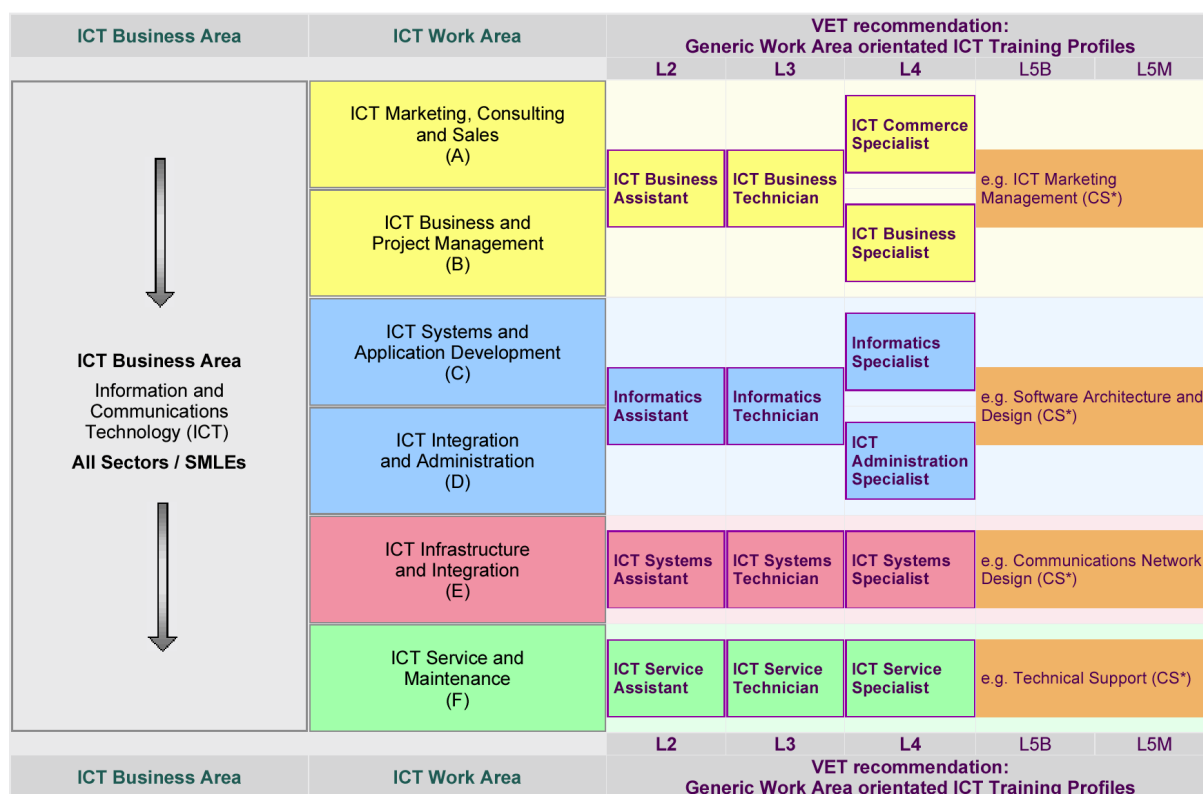 ICT Business Area
ICT Work Area
VET recommendation:
Generic Work Area orientated ICT Training Profiles
L2
L3
L4
L5B
L5M
ICT Business Area
Information and
Communications
Technology (ICT)
All Sectors / SMLEs
ICT Marketing, Consulting
and Sales
(A)
ICT Business and
Project Management
(B)
ICT Business
Assistant
ICT Business
Technician
ICT Commerce
Specialist
ICT Business
Specialist
e.g. ICT Marketing
Management (CS*)
ICT Systems and
Application Development
(C)
ICT Integration
and Administration
(D)
Informatics
Assistant
Informatics
Technician
Informatics
Specialist
ICT
Administration
Specialist
e.g. Software Architecture and
Design (CS*)
ICT Infrastructure
and Integration
(E)
ICT Systems
Assistant
ICT Systems
Technician
ICT Systems
Specialist
e.g. Communications Network
Design (CS*)
ICT Service and
Maintenance
(F)
ICT Service
Assistant
ICT Service
Technician
ICT Service
Specialist
e.g. Technical Support (CS*)
L2
L3
L4
L5B
L5M
ICT Business Area
ICT Work Area
VET recommendation:
Generic Work Area orientated ICT Training Profiles